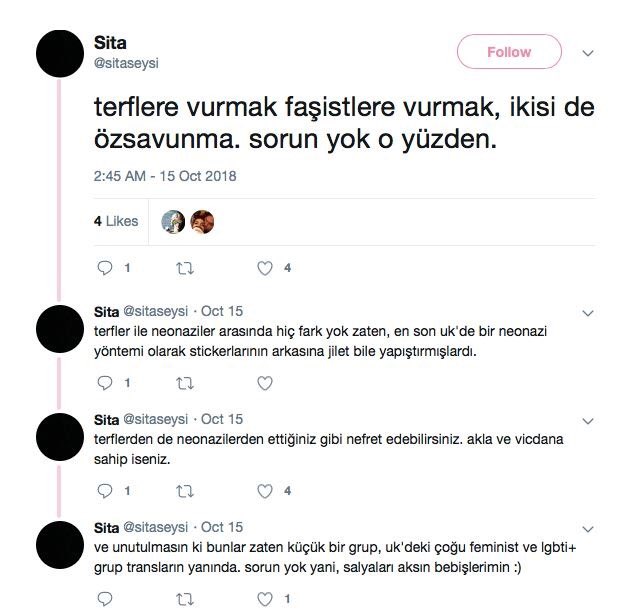 Sita
@sitaseysi
Follow
terflere vurmak faşistlere vurmak, ikisi de
özsavunma. sorun yok o yüzden.
2:45 AM - 15 Oct 2018
4 Likes
1
4
Sita @sitaseysi · Oct 15
terfler ile neonaziler arasında hiç fark yok zaten, en son uk'de bir neonazi
yöntemi olarak stickerlarının arkasına jilet bile yapıştırmışlardı.
1
Sita @sitaseysi · Oct 15
terflerden de neonazilerden ettiğiniz gibi nefret edebilirsiniz. akla ve vicdana
sahip iseniz.
1
4
Sita @sitaseysi · Oct 15
ve unutulmasın ki bunlar zaten küçük bir grup, uk'deki çoğu feminist ve lgbti+
grup transların yanında. sorun yok yani, salyaları aksın bebişlerimin :)
1